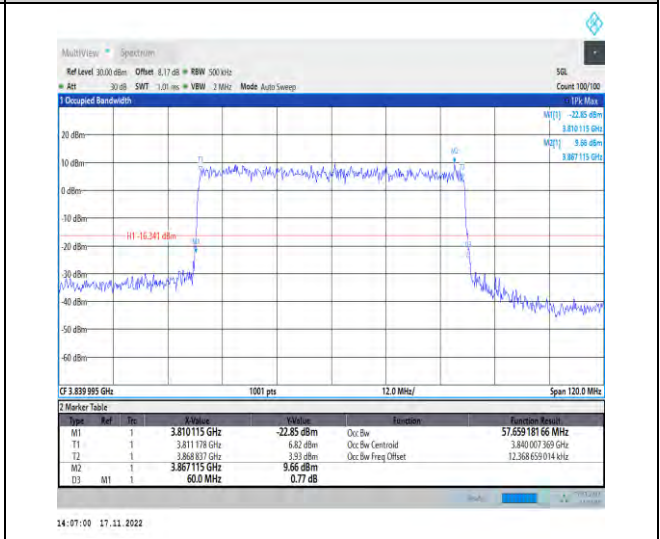 MultiView Spectrum
Ref Level 30.00 dBm Offset 8.17 dB RBW 500 kHz SGL
Att 30 dB SWT 1.01 ms VBW 2 MHz Mode Auto Sweep Count 100/100
1 Occupied Bandwidth 1Pk Max
M1[1] -22.85 dBm
3.810 115 GHz
M2[1] 9.66 dBm
3.867 115 GHz
20 dBm
10 dBm
0 dBm
-10 dBm
H1 -16.341 dBm
-20 dBm
-30 dBm
-40 dBm
-50 dBm
-60 dBm
M2
T1
M1
CF 3.839 995 GHz 1001 pts 12.0 MHz/ Span 120.0 MHz
2 Marker Table
Type Ref Trc X-Value Y-Value Function Function Result
M1 1 3.810115 GHz -22.85 dBm Occ Bw 57.659 181 66 MHz
T1 1 3.811178 GHz 6.82 dBm Occ Bw Centroid 3.840 007 369 GHz
T2 1 3.868 837 GHz 3.93 dBm Occ Bw Freq Offset 12.368 659 014 kHz
M2 1 3.867115 GHz 9.66 dBm
D3 M1 1 60.0 MHz 0.77 dB
14:07:00 17.11.2022